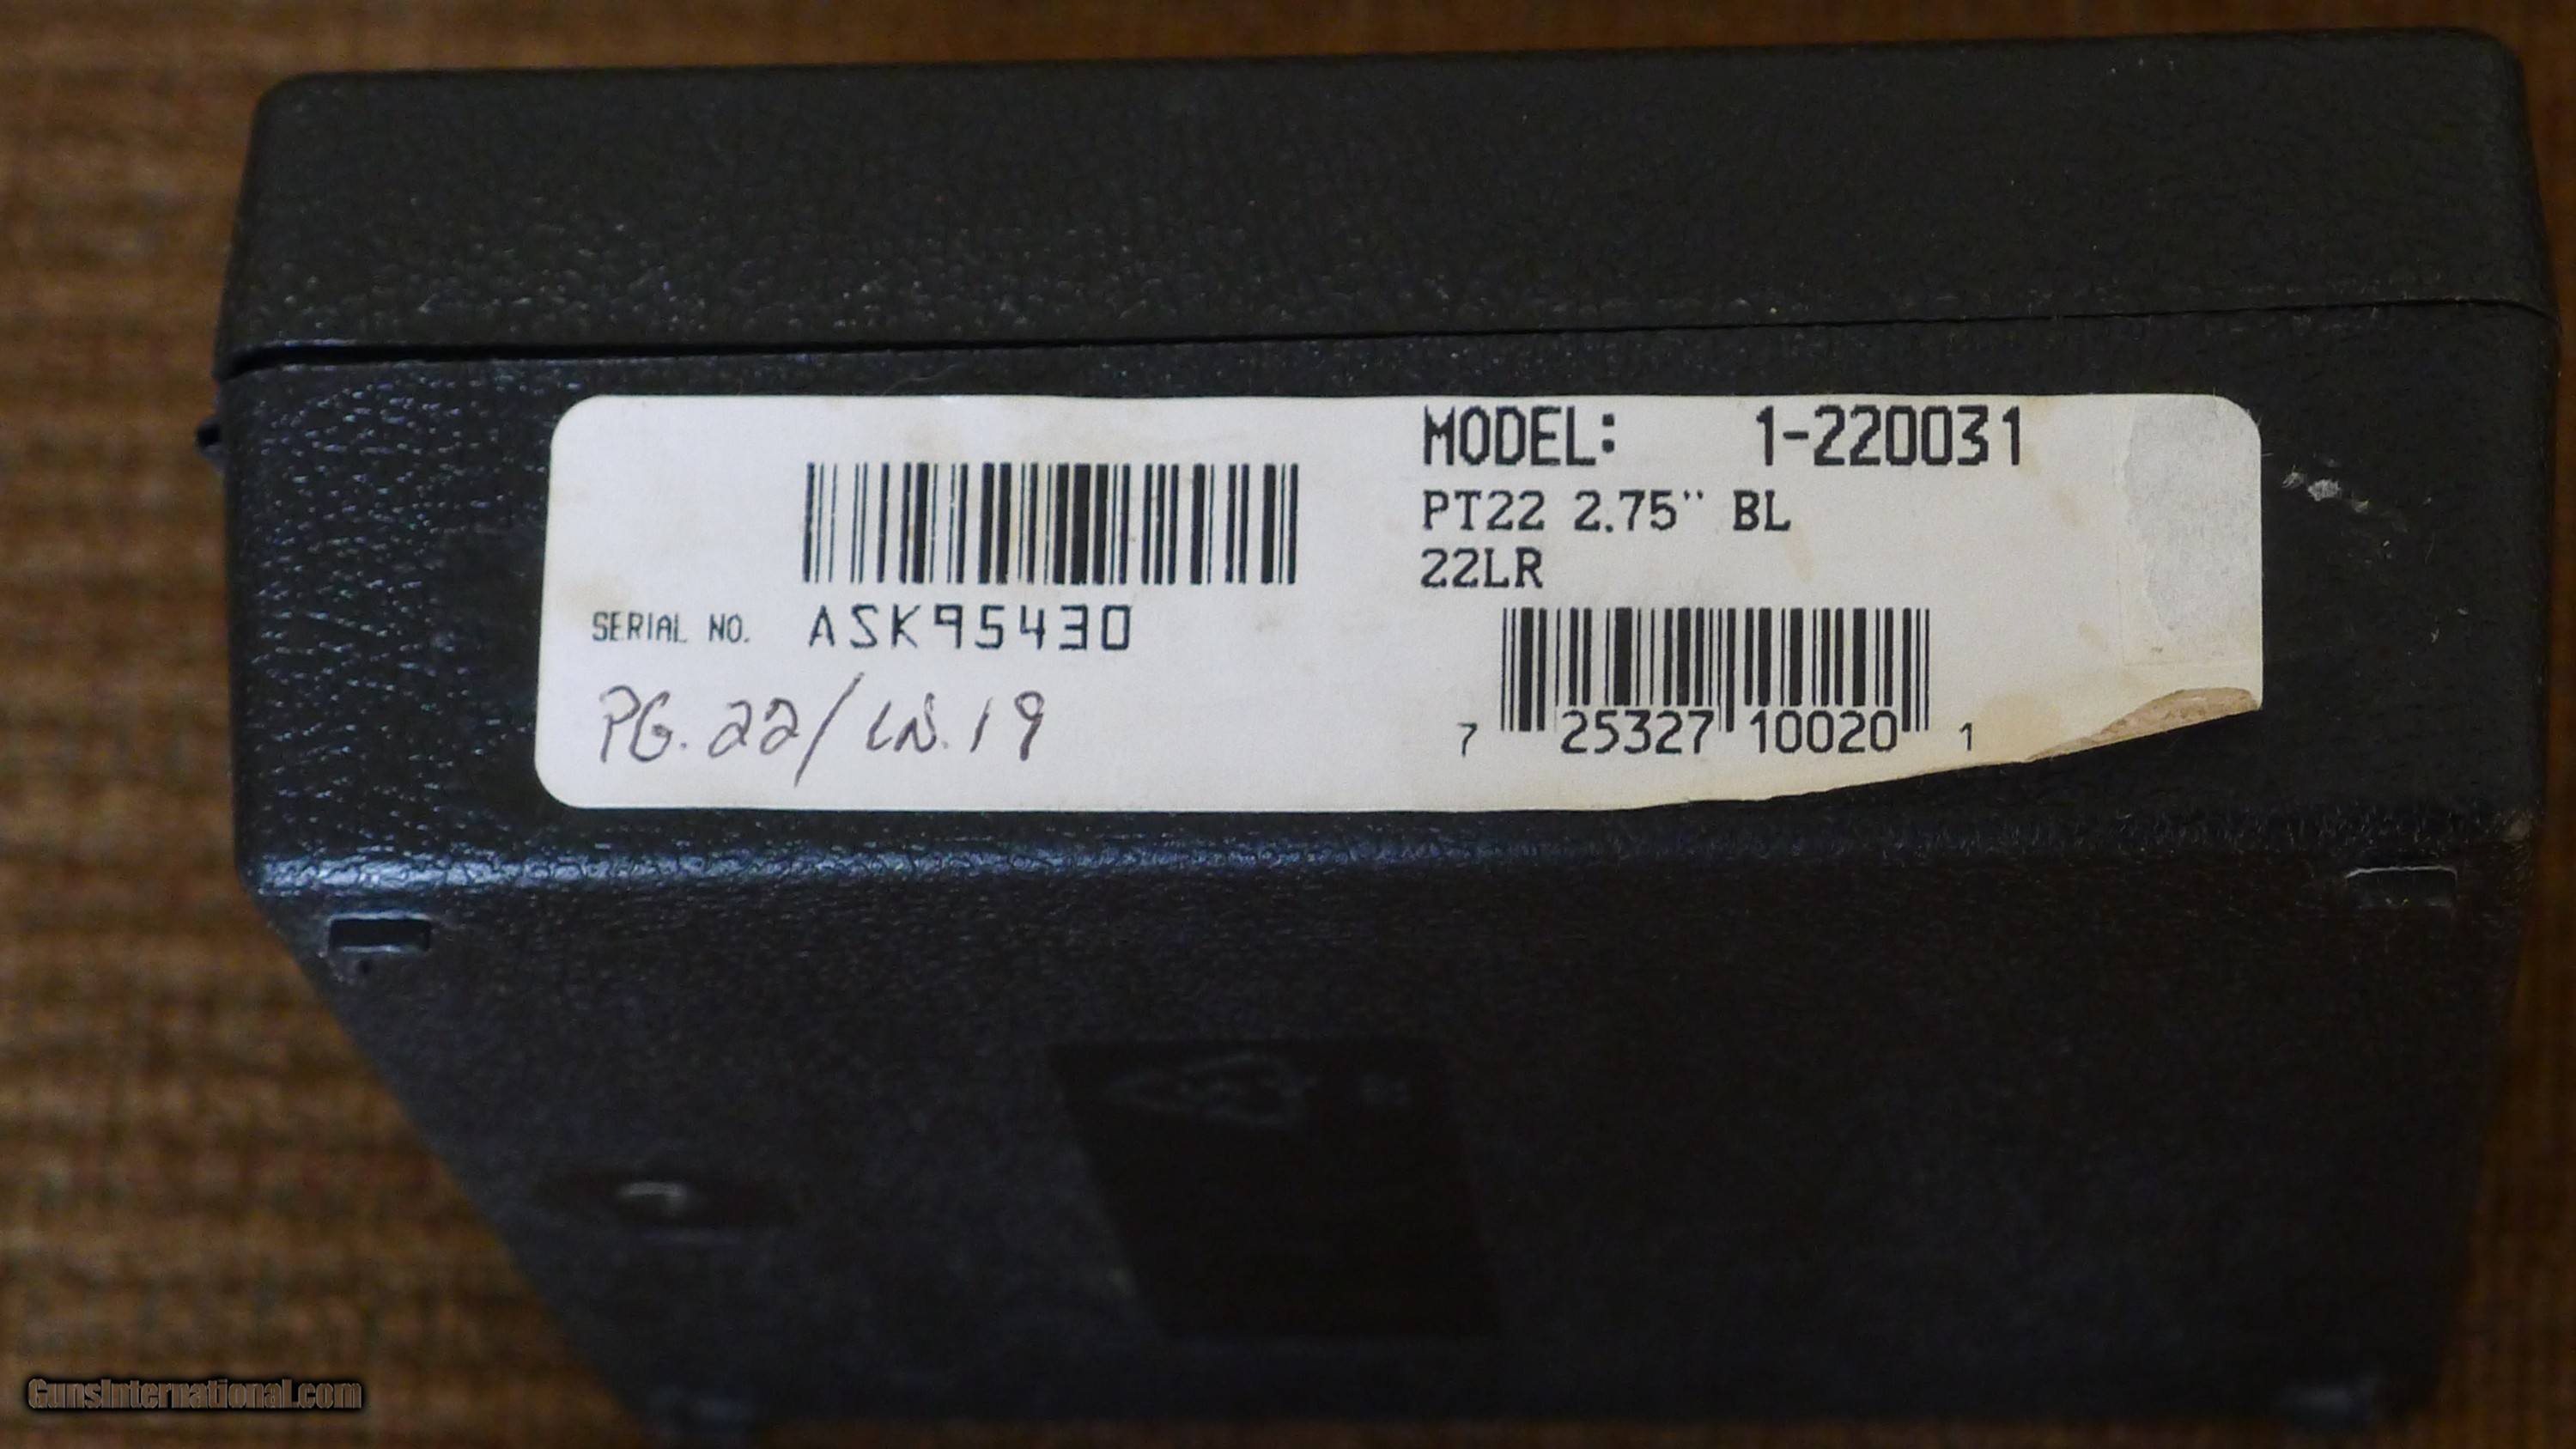 MODEL: 1-220031
PT22 2.75" BL
22LR
SERIAL NO. ASK95430
PG. 22/LN. 19
7 25327 10020 1
GunsInternational.com